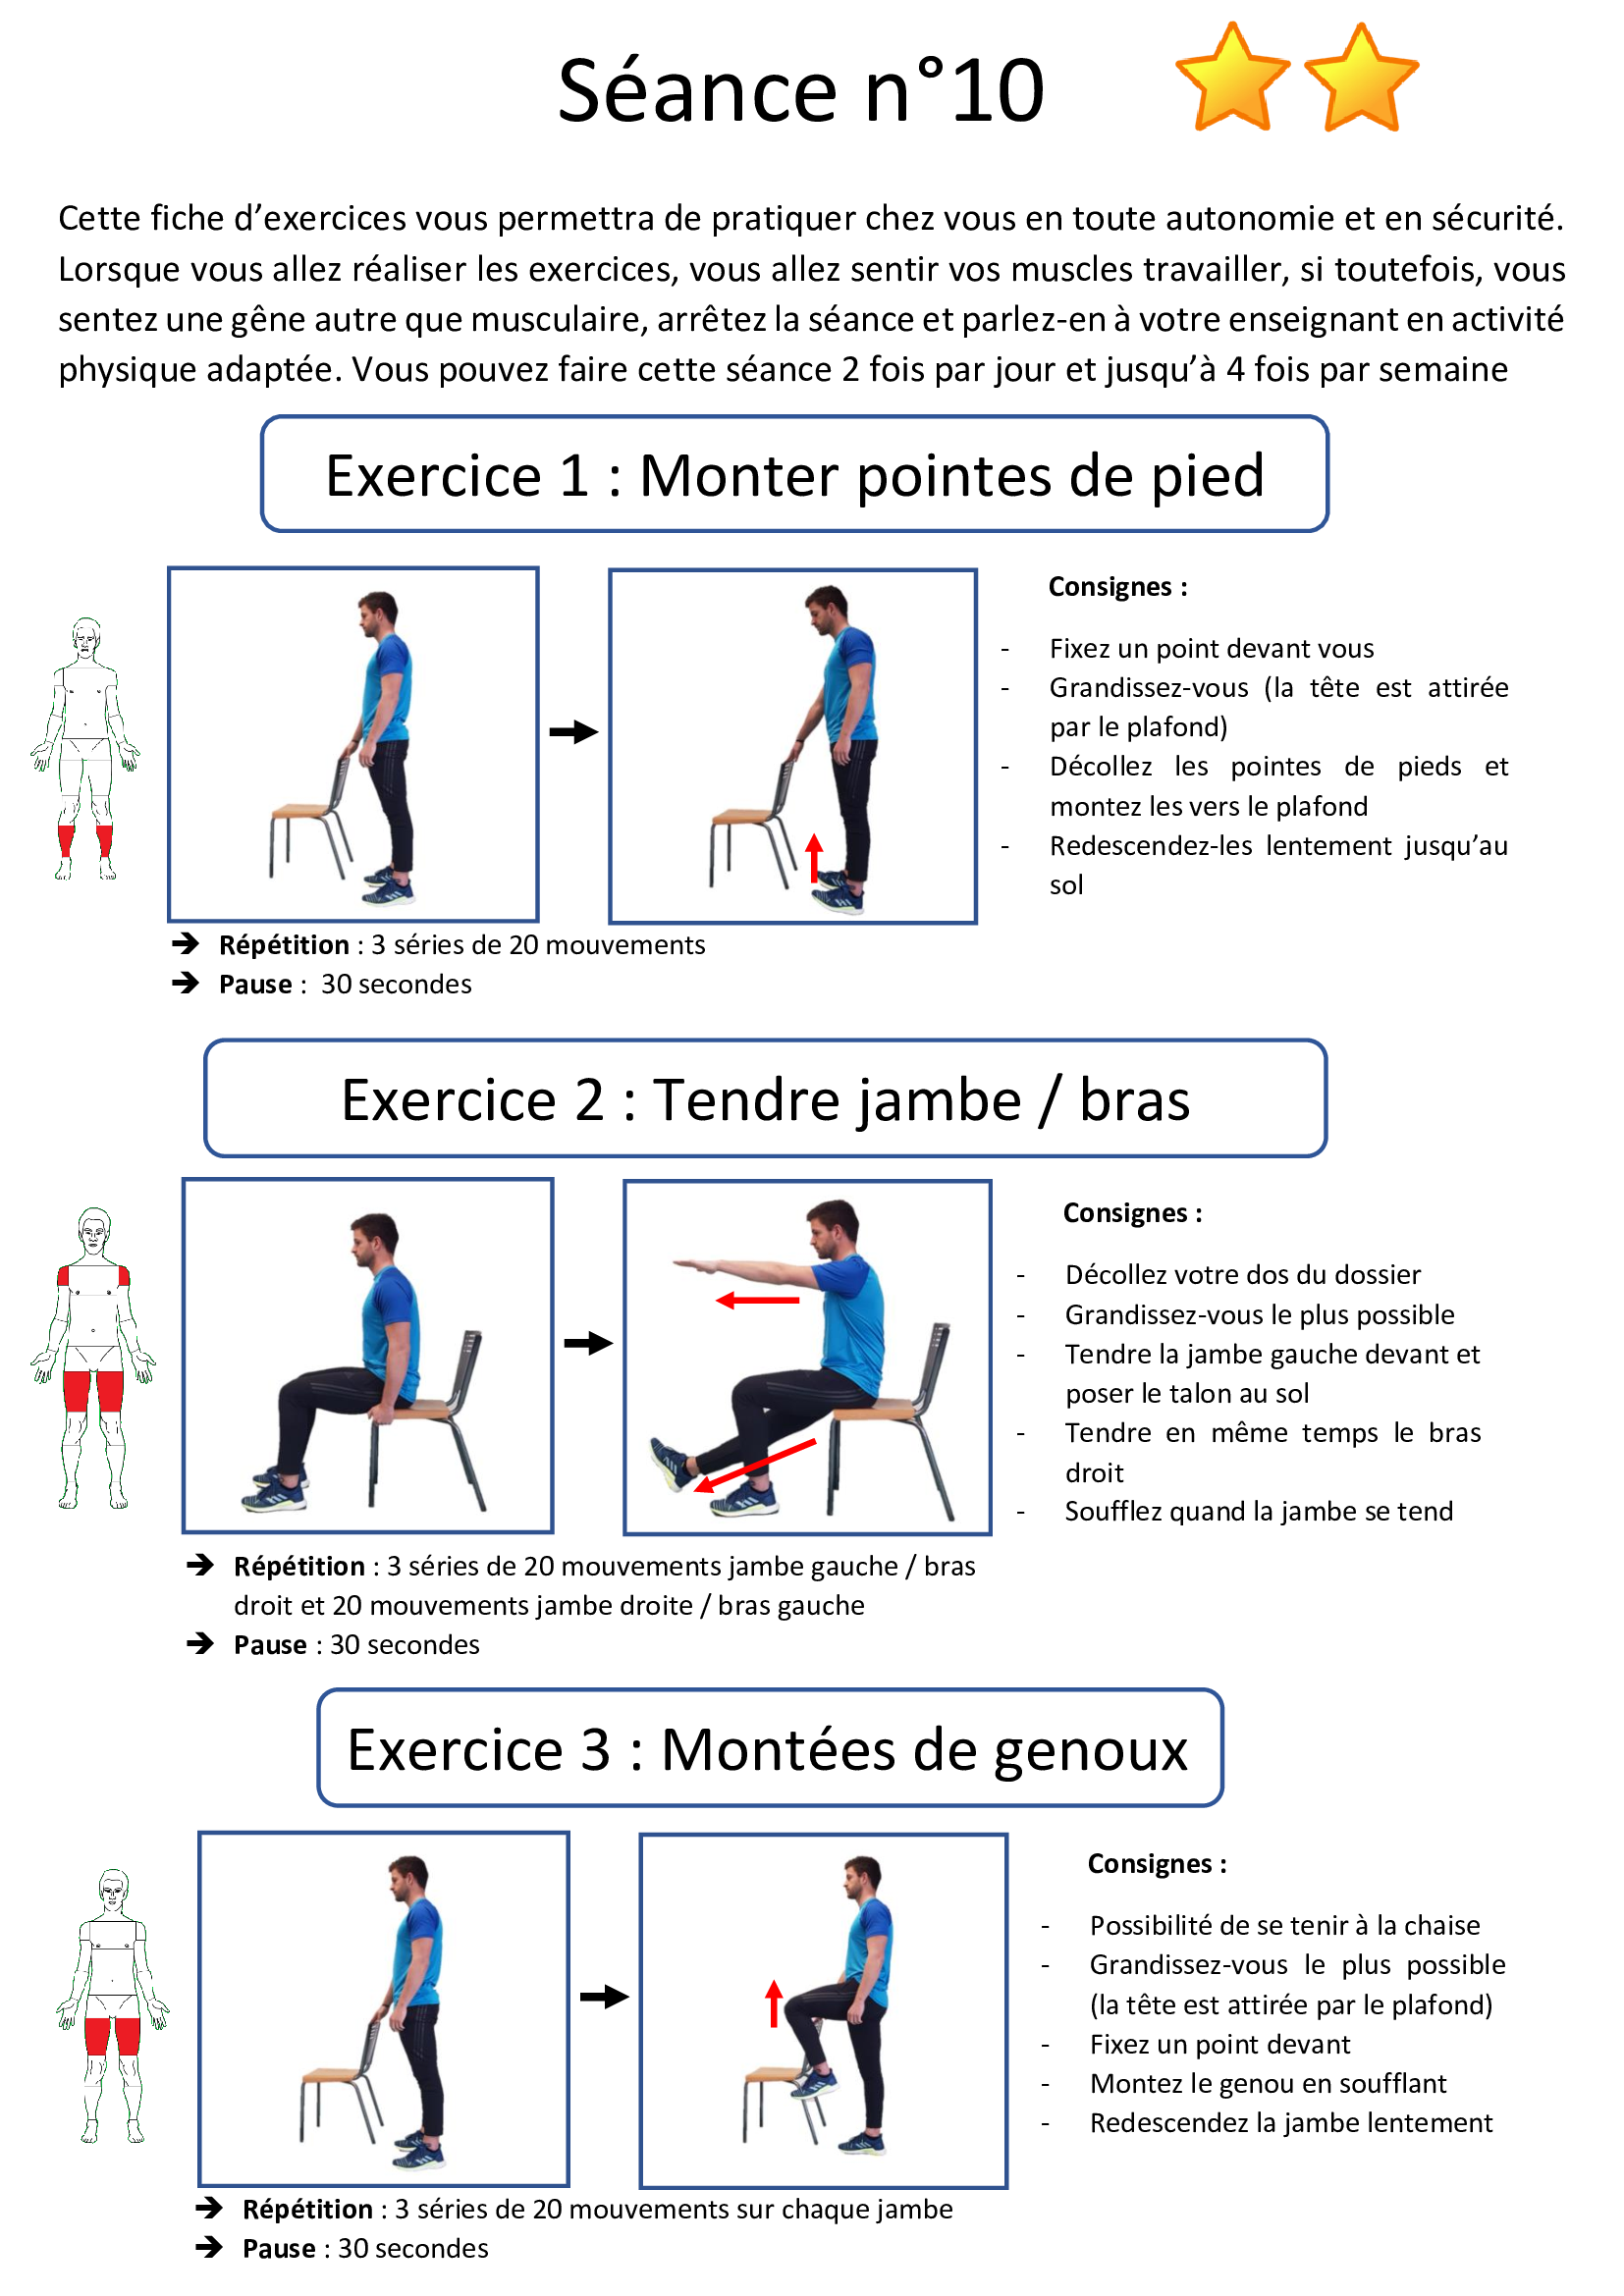 Séance n°10
Cette fiche d’exercices vous permettra de pratiquer chez vous en toute autonomie et en sécurité.
Lorsque vous allez réaliser les exercices, vous allez sentir vos muscles travailler, si toutefois, vous
sentez une gêne autre que musculaire, arrêtez la séance et parlez-en à votre enseignant en activité
physique adaptée. Vous pouvez faire cette séance 2 fois par jour et jusqu’à 4 fois par semaine
Exercice 1 : Monter pointes de pied
Consignes :
- Fixez un point devant vous
- Grandissez-vous (la tête est attirée
par le plafond)
- Décollez les pointes de pieds et
montez les vers le plafond
- Redescendez-les lentement jusqu’au
sol
➔ Répétition : 3 séries de 20 mouvements
➔ Pause : 30 secondes
Exercice 2 : Tendre jambe / bras
Consignes :
- Décollez votre dos du dossier
- Grandissez-vous le plus possible
- Tendre la jambe gauche devant et
poser le talon au sol
- Tendre en même temps le bras
droit
- Soufflez quand la jambe se tend
➔ Répétition : 3 séries de 20 mouvements jambe gauche / bras
droit et 20 mouvements jambe droite / bras gauche
➔ Pause : 30 secondes
Exercice 3 : Montées de genoux
Consignes :
- Possibilité de se tenir à la chaise
- Grandissez-vous le plus possible
(la tête est attirée par le plafond)
- Fixez un point devant
- Montez le genou en soufflant
- Redescendez la jambe lentement
➔ Répétition : 3 séries de 20 mouvements sur chaque jambe
➔ Pause : 30 secondes